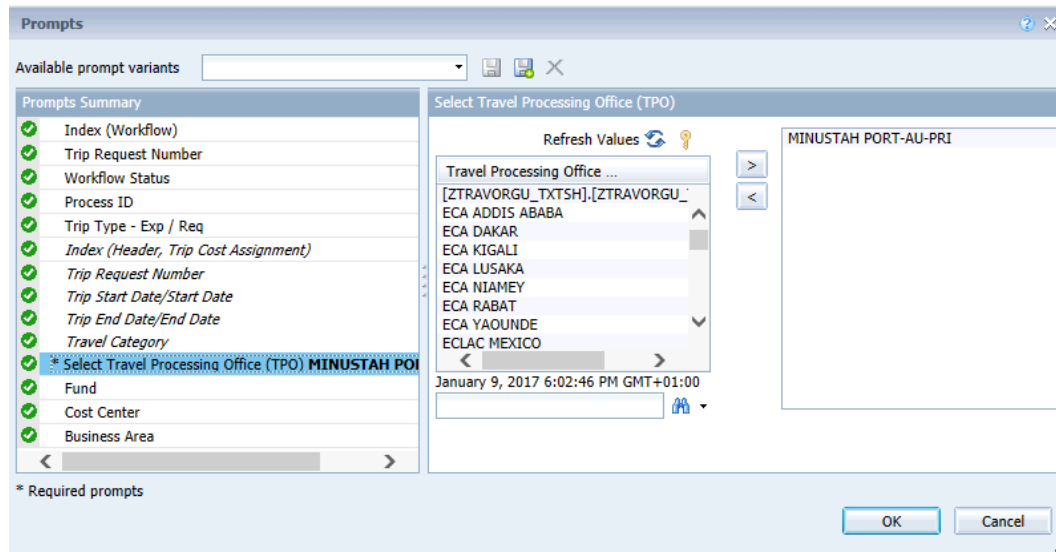 Prompts
Available prompt variants
Prompts Summary
Index (Workflow)
Trip Request Number
Workflow Status
Process ID
Trip Type - Exp / Req
Index (Header, Trip Cost Assignment)
Trip Request Number
Trip Start Date/Start Date
Trip End Date/End Date
Travel Category
* Select Travel Processing Office (TPO) MINUSTAH POI
Fund
Cost Center
Business Area
* Required prompts
Select Travel Processing Office (TPO)
Refresh Values
Travel Processing Office ...
[ZTRAVORGU_TXTSH].[ZTRAVORGU_
ECA ADDIS ABABA
ECA DAKAR
ECA KIGALI
ECA LUSAKA
ECA NIAMEY
ECA RABAT
ECA YAOUNDE
ECLAC MEXICO
January 9, 2017 6:02:46 PM GMT+01:00
>
<
MINUSTAH PORT-AU-PRI
OK
Cancel